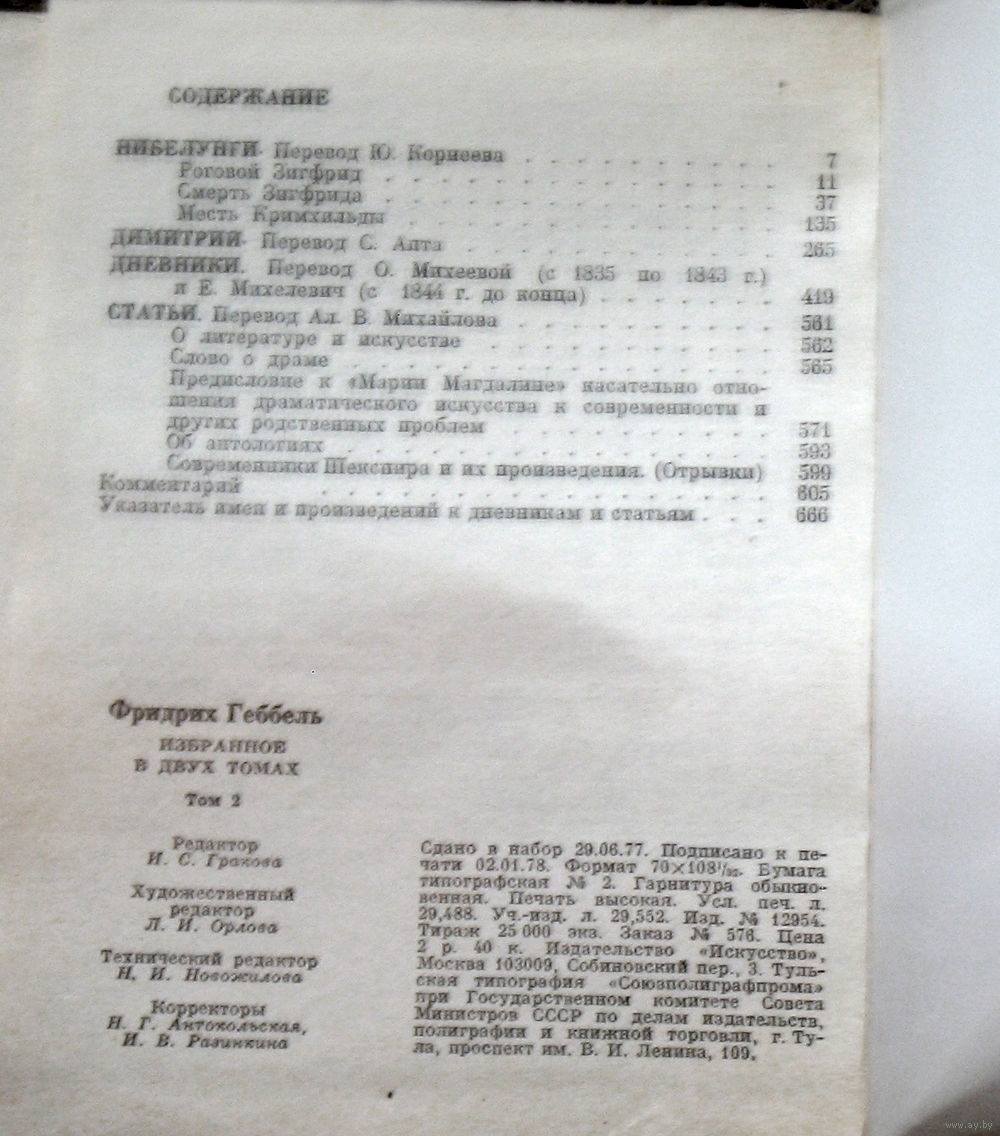 СОДЕРЖАНИЕ
НИБЕЛУНГИ. Перевод Ю. Корнеева . . . . . . . . . . . 7
Роговой Зигфрид . . . . . . . . . . . . . . . 11
Смерть Зигфрида . . . . . . . . . . . . . . . 37
Месть Кримхильды . . . . . . . . . . . . . . 135
ДИМИТРИЙ. Перевод С. Апта . . . . . . . . . . . . 265
ДНЕВНИКИ. Перевод О. Михеевой (с 1835 по 1843 г.)
и Е. Михелевич (с 1844 г. до конца) . . . . . . . 419
СТАТЬИ. Перевод Ал. В. Михайлова . . . . . . . . . . 561
О литературе и искусстве . . . . . . . . . . . 562
Слово о драме . . . . . . . . . . . . . . . . 565
Предисловие к «Марии Магдалине» касательно отно-
шения драматического искусства к современности и
других родственных проблем . . . . . . . . . . 571
Об антологиях . . . . . . . . . . . . . . . . 593
Современники Шекспира и их произведения. (Отрывки) 599
Комментарий . . . . . . . . . . . . . . . . . 605
Указатель имен и произведений к дневникам и статьям . . . 666
Фридрих Геббель
ИЗБРАННОЕ
В ДВУХ ТОМАХ
Том 2
Редактор
И. С. Гракова
Художественный
редактор
Л. И. Орлова
Технический редактор
Н. И. Новожилова
Корректоры
Н. Г. Антокольская,
И. В. Разинкина
Сдано в набор 29.06.77. Подписано к пе-
чати 02.01.78. Формат 70×108¹/₃₂. Бумага
типографская № 2. Гарнитура обыкно-
венная. Печать высокая. Усл. печ. л.
29,488. Уч.-изд. л. 29,552. Изд. № 12954.
Тираж 25 000 экз. Заказ № 576. Цена
2 р. 40 к. Издательство «Искусство»,
Москва 103009, Собиновский пер., 3. Туль-
ская типография «Союзполиграфпрома»
при Государственном комитете Совета
Министров СССР по делам издательств,
полиграфии и книжной торговли, г. Ту-
ла, проспект им. В. И. Ленина, 109.
www.ay.by